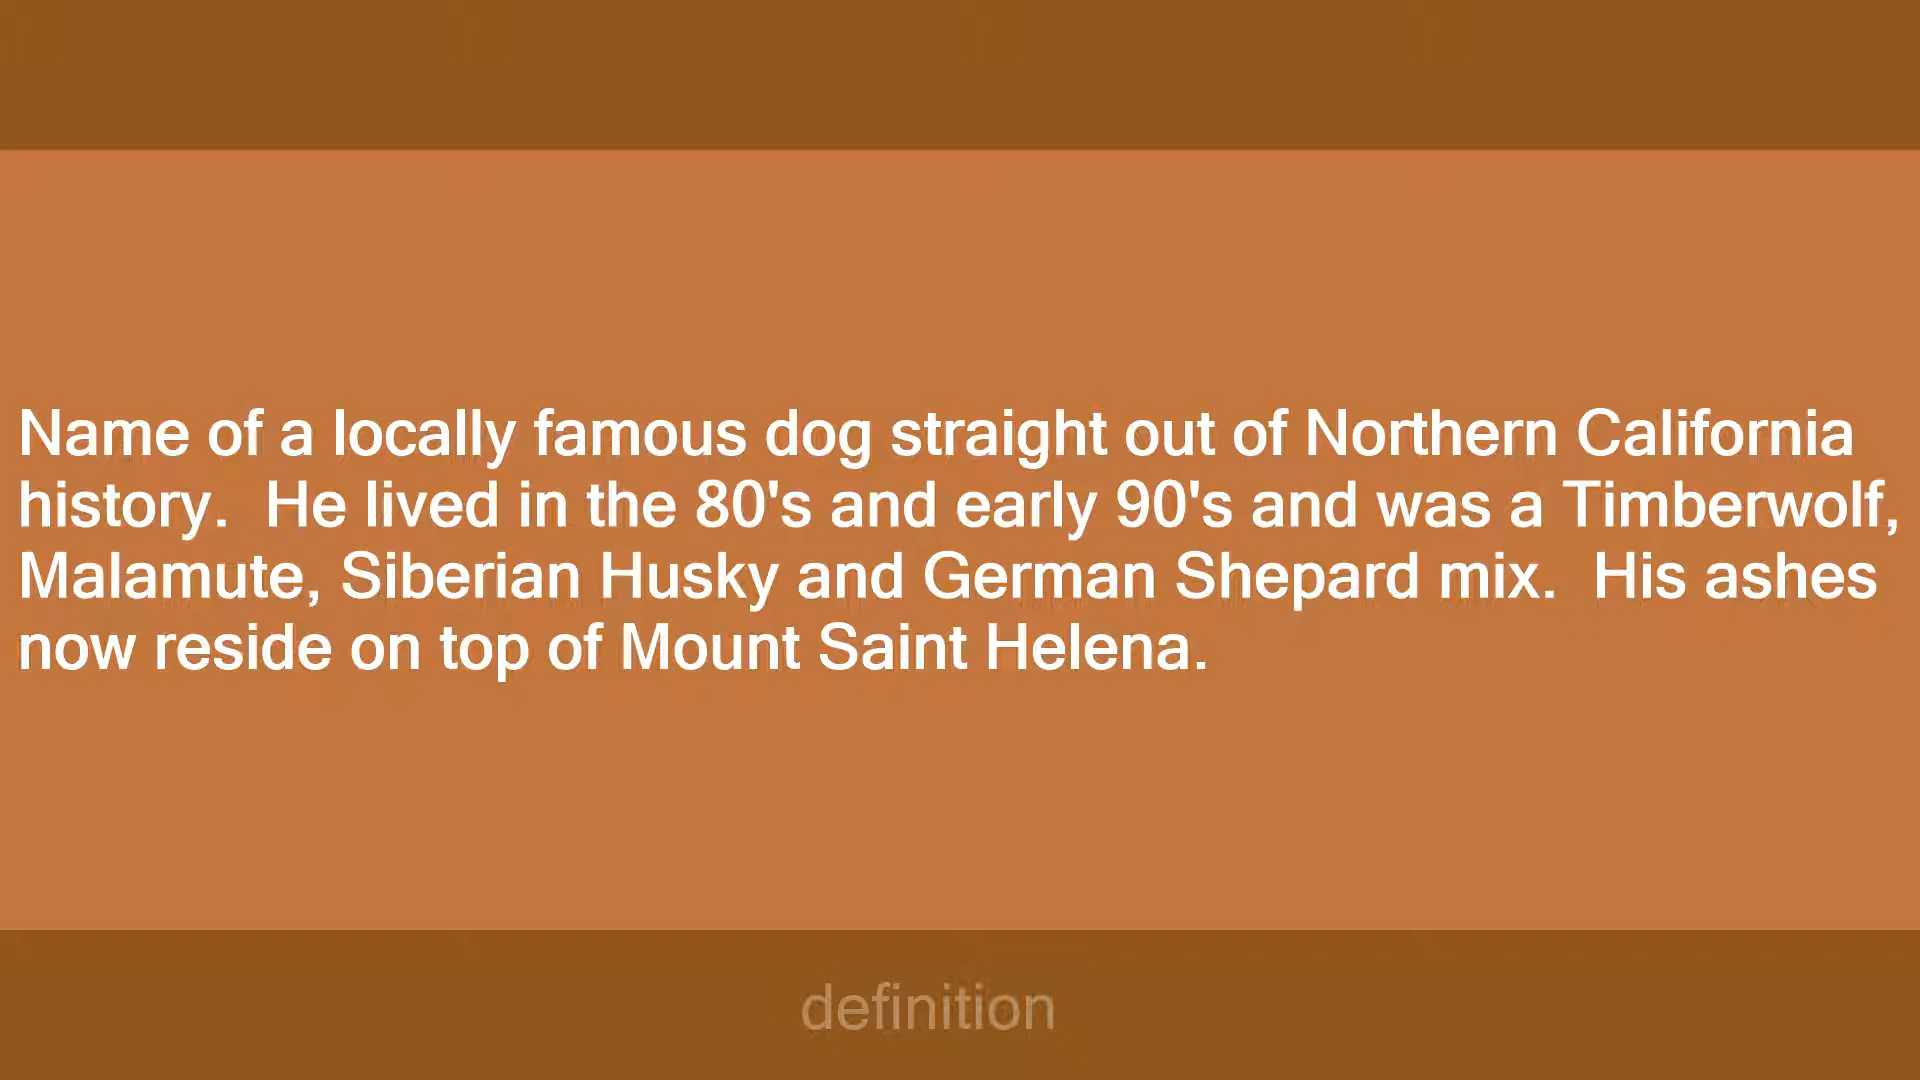 Name of a locally famous dog straight out of Northern California
history.  He lived in the 80's and early 90's and was a Timberwolf,
Malamute, Siberian Husky and German Shepard mix.  His ashes
now reside on top of Mount Saint Helena.
definition